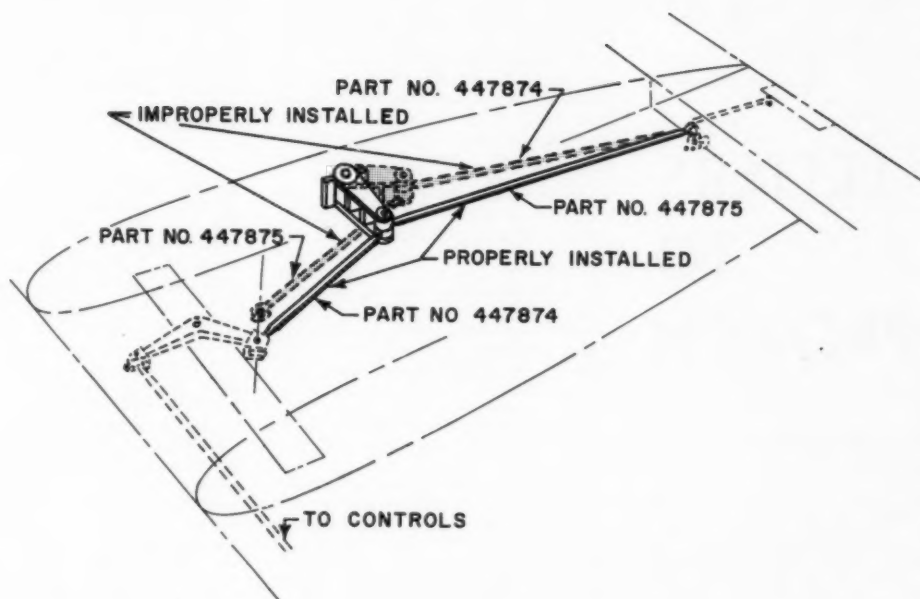 PART NO. 447874
IMPROPERLY INSTALLED
PART NO. 447875
PART NO. 447875
PROPERLY INSTALLED
PART NO 447874
TO CONTROLS